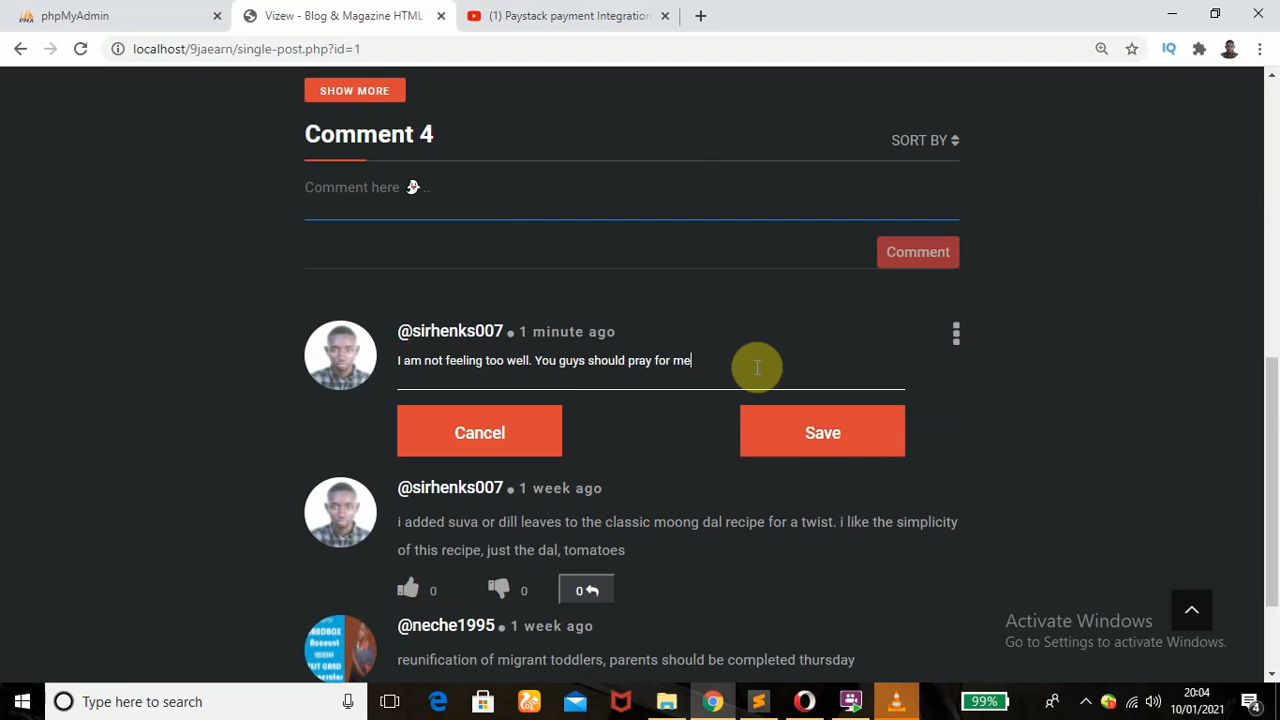 phpMyAdmin
Vizew - Blog & Magazine HTML
(1) Paystack payment Integration
localhost/9jaearn/single-post.php?id=1
IQ
SHOW MORE
Comment 4
SORT BY
Comment here 👻 ..
Comment
@sirhenks007 ● 1 minute ago
I am not feeling too well. You guys should pray for me
Cancel
Save
@sirhenks007 ● 1 week ago
i added suva or dill leaves to the classic moong dal recipe for a twist. i like the simplicity
of this recipe, just the dal, tomatoes
0
0
0
@neche1995 ● 1 week ago
reunification of migrant toddlers, parents should be completed thursday
Activate Windows
Go to Settings to activate Windows.
Type here to search
99%
20:04
10/01/2021
4